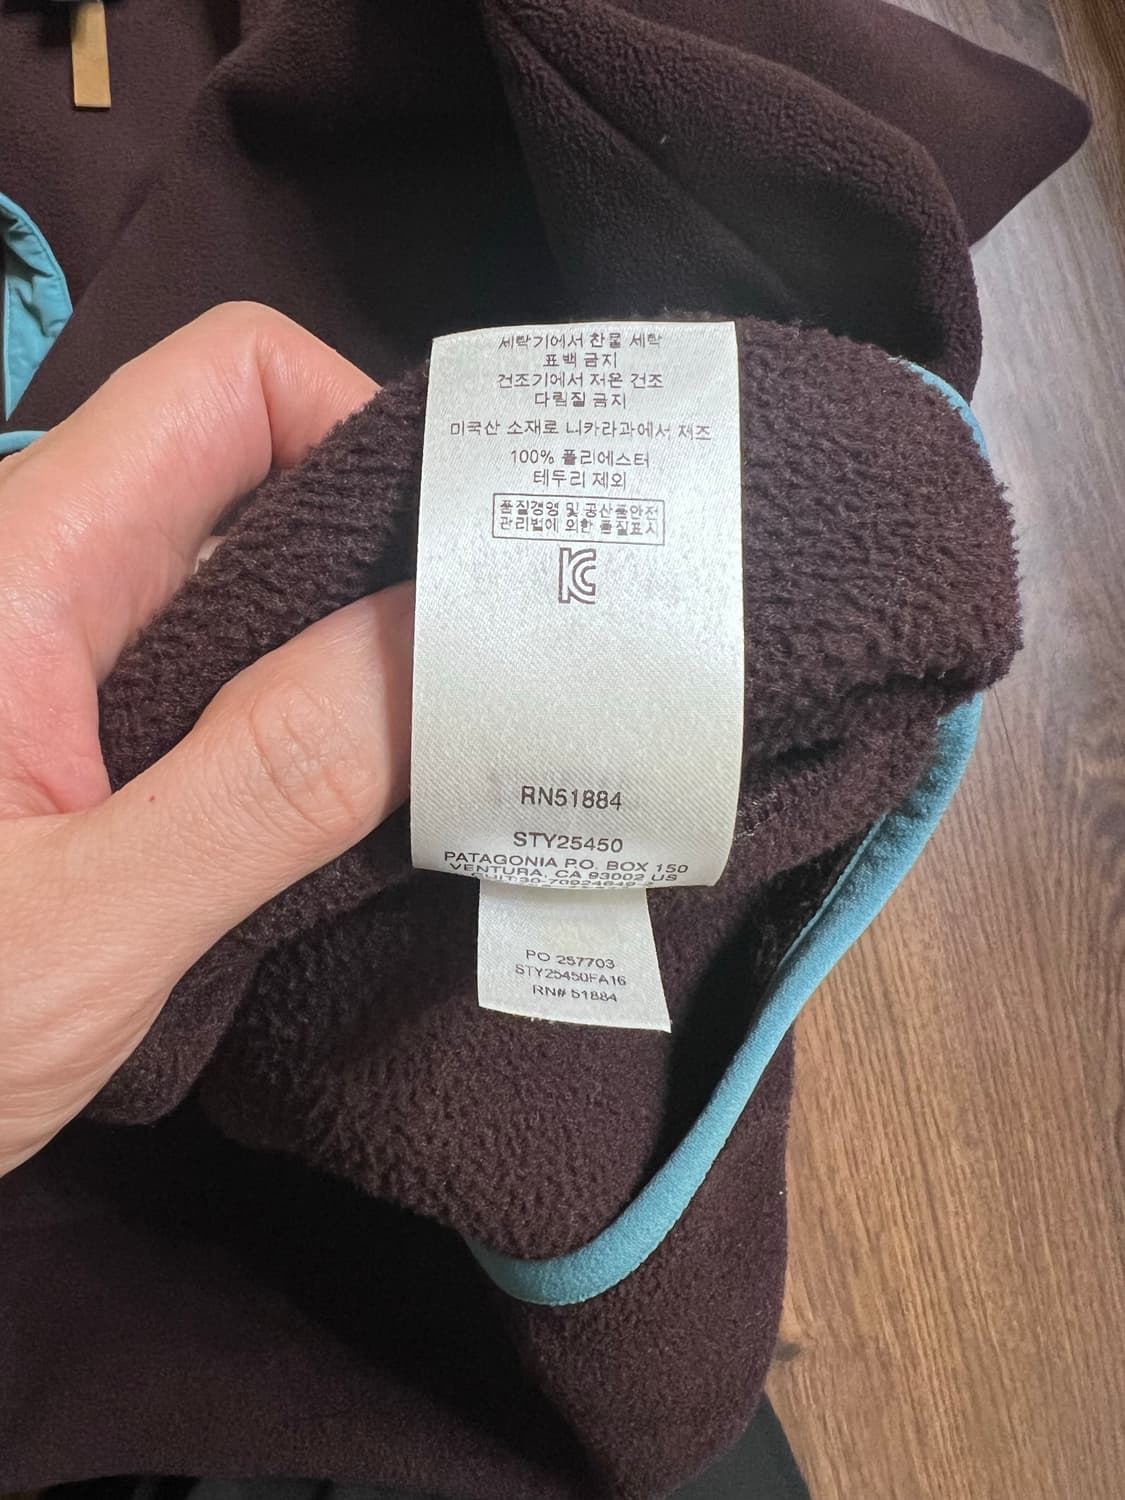 세탁기에서 찬물 세탁
표백 금지
건조기에서 저온 건조
다림질 금지
미국산 소재로 니카라과에서 제조
100% 폴리에스터
테두리 제외
품질경영 및 공산품안전
관리법에 의한 품질표시
RN51884
STY25450
PATAGONIA P.O. BOX 150
VENTURA, CA 93002 US
CUIT:30-70924649-2
PO 257703
STY25450FA16
RN# 51884